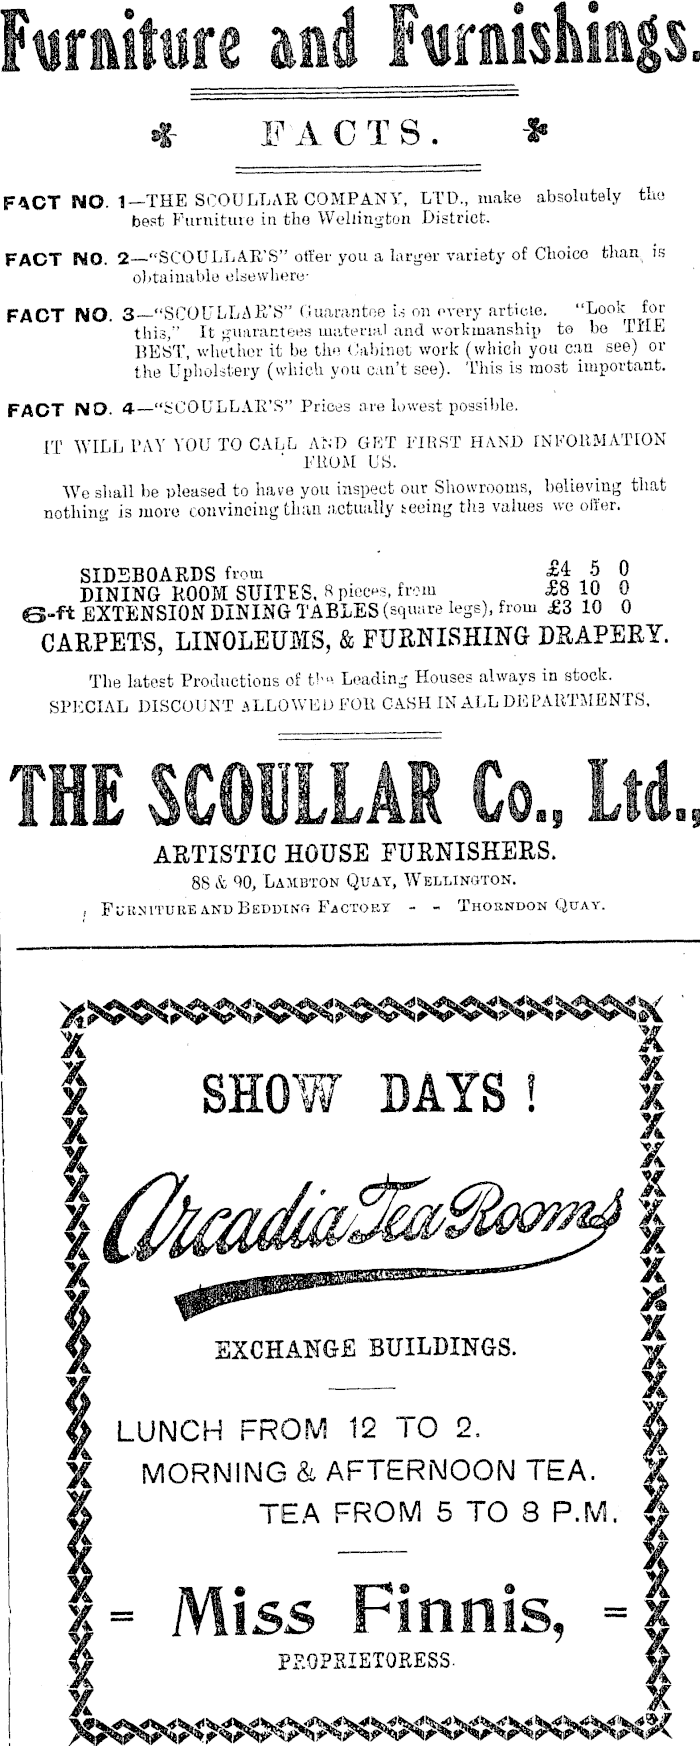 Furniture and Furnishings.
FACTS.
FACT NO. 1—THE SCOULLAR COMPANY, LTD., make absolutely the
best Furniture in the Wellington District.
FACT NO. 2—"SCOULLAR'S" offer you a larger variety of Choice than is
obtainable elsewhere·
FACT NO. 3—"SCOULLAR'S" Guarantee is on every article. "Look for
this," It guarantees material and workmanship to be THE
BEST, whether it be the Cabinet work (which you can see) or
the Upholstery (which you can't see). This is most important.
FACT NO. 4—"SCOULLAR'S" Prices are lowest possible.
IT WILL PAY YOU TO CALL AND GET FIRST HAND INFORMATION
FROM US.
We shall be pleased to have you inspect our Showrooms, believing that
nothing is more convincing than actually seeing the values we offer.
SIDEBOARDS from £4 5 0
DINING ROOM SUITES, 8 pieces, from £8 10 0
6-ft EXTENSION DINING TABLES (square legs), from £3 10 0
CARPETS, LINOLEUMS, & FURNISHING DRAPERY.
The latest Productions of the Leading Houses always in stock.
SPECIAL DISCOUNT ALLOWED FOR CASH IN ALL DEPARTMENTS.
THE SCOULLAR Co., Ltd.,
ARTISTIC HOUSE FURNISHERS.
88 & 90, LAMBTON QUAY, WELLINGTON.
FURNITURE AND BEDDING FACTORY - - THORNDON QUAY.
SHOW DAYS!
Arcadia Tea Rooms
EXCHANGE BUILDINGS.
LUNCH FROM 12 TO 2.
MORNING & AFTERNOON TEA.
TEA FROM 5 TO 8 P.M.
= Miss Finnis, =
PROPRIETORESS.